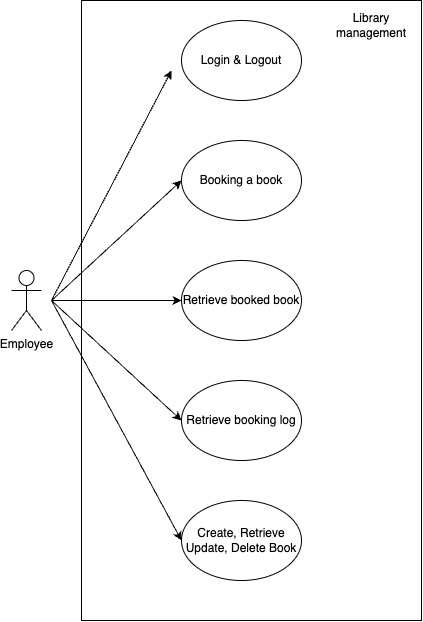 Library
management
Login & Logout
Booking a book
Retrieve booked book
Employee
Retrieve booking log
Create, Retrieve
Update, Delete Book